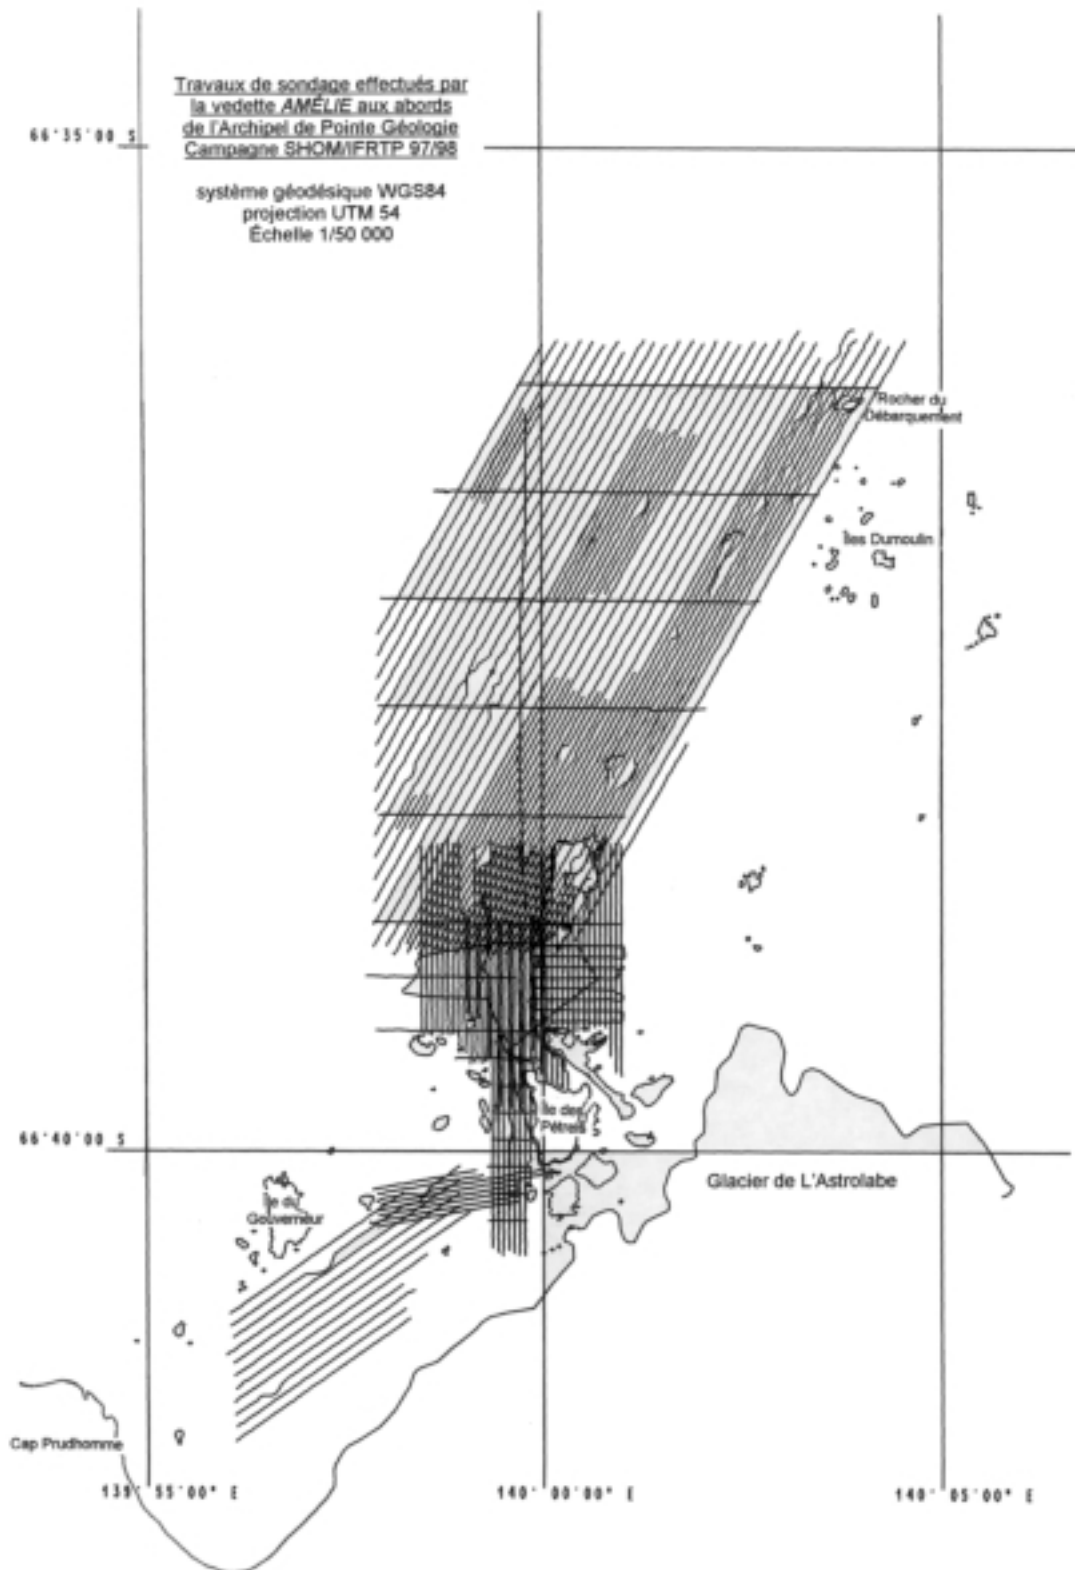 Travaux de sondage effectués par
la vedette AMÉLIE aux abords
de l'Archipel de Pointe Géologie
Campagne SHOM/IFRTP 97/98
système géodésique WGS84
projection UTM 54
Échelle 1/50 000
66°35'00 S
Rocher du
Débarquement
Îles Dumoulin
Île des
Pétrels
66°40'00 S
Glacier de L'Astrolabe
Île du
Gouverneur
Cap Prudhomme
139°55'00" E
140°00'00" E
140°05'00" E